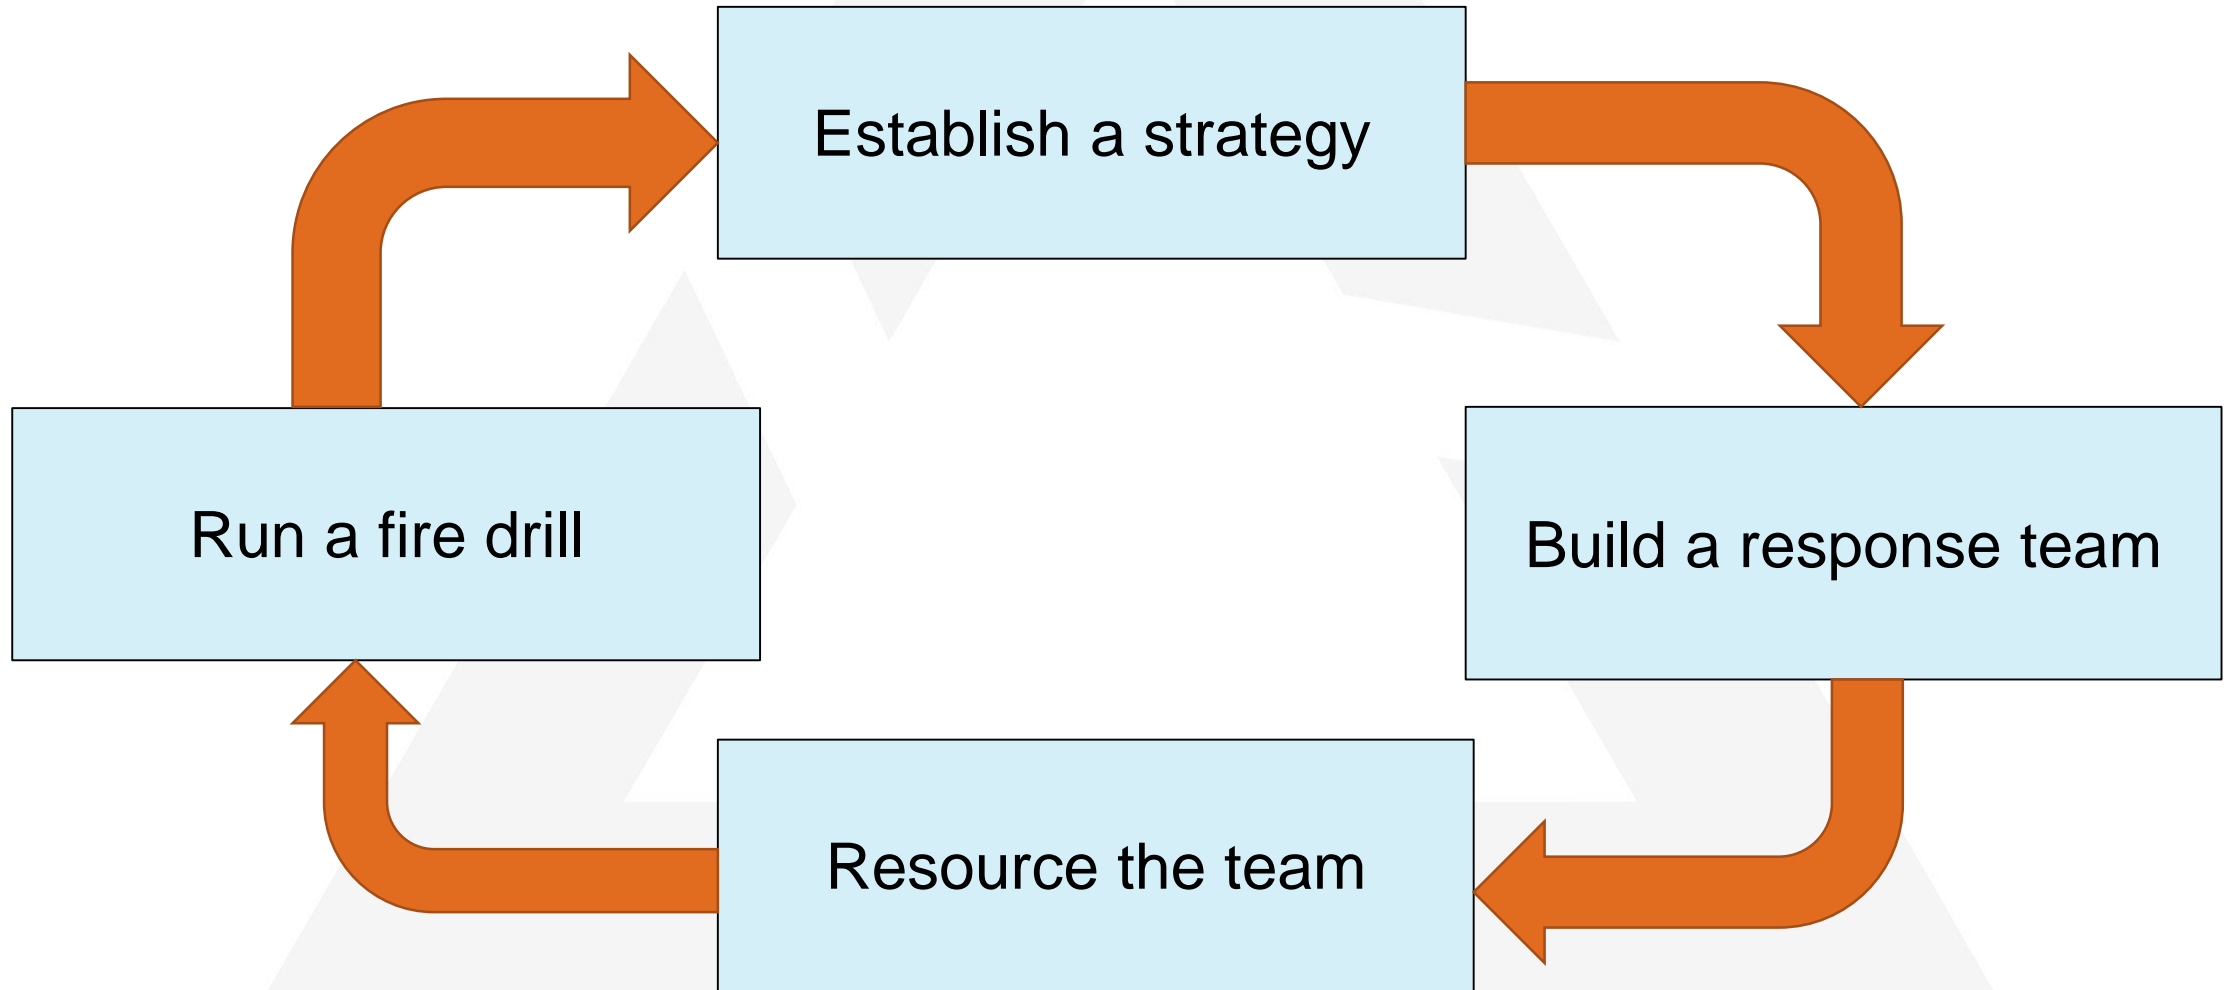 Establish a strategy
Run a fire drill
Build a response team
Resource the team